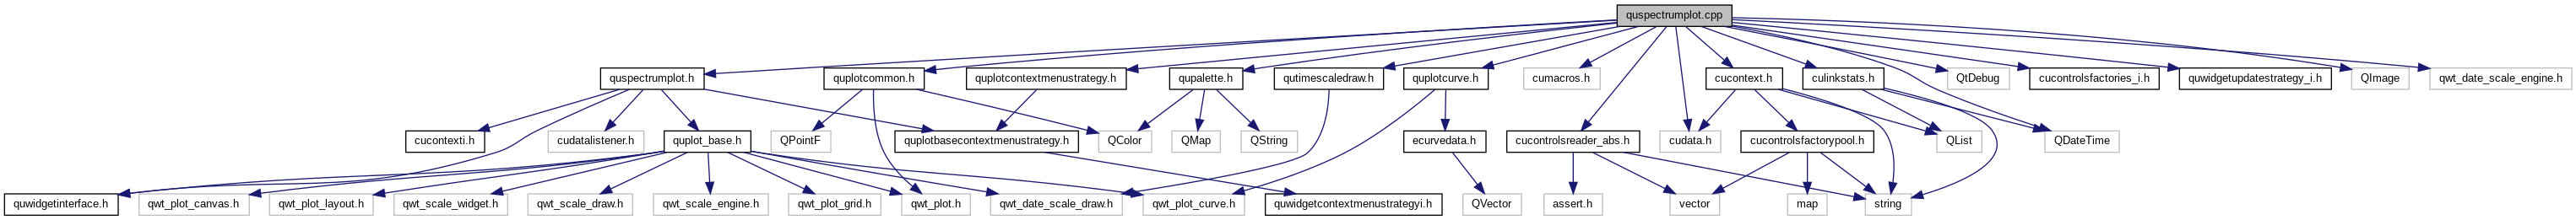 quspectrumplot.cpp
quspectrumplot.h
quplotcommon.h
quplotcontextmenustrategy.h
qupalette.h
qutimescaledraw.h
quplotcurve.h
cumacros.h
cucontext.h
culinkstats.h
QtDebug
cucontrolsfactories_i.h
quwidgetupdatestrategy_i.h
QImage
qwt_date_scale_engine.h
cucontexti.h
cudatalistener.h
quplot_base.h
QPointF
quplotbasecontextmenustrategy.h
QColor
QMap
QString
ecurvedata.h
cucontrolsreader_abs.h
cudata.h
cucontrolsfactorypool.h
QList
QDateTime
quwidgetinterface.h
qwt_plot_canvas.h
qwt_plot_layout.h
qwt_scale_widget.h
qwt_scale_draw.h
qwt_scale_engine.h
qwt_plot_grid.h
qwt_plot.h
qwt_date_scale_draw.h
qwt_plot_curve.h
quwidgetcontextmenustrategyi.h
QVector
assert.h
vector
map
string